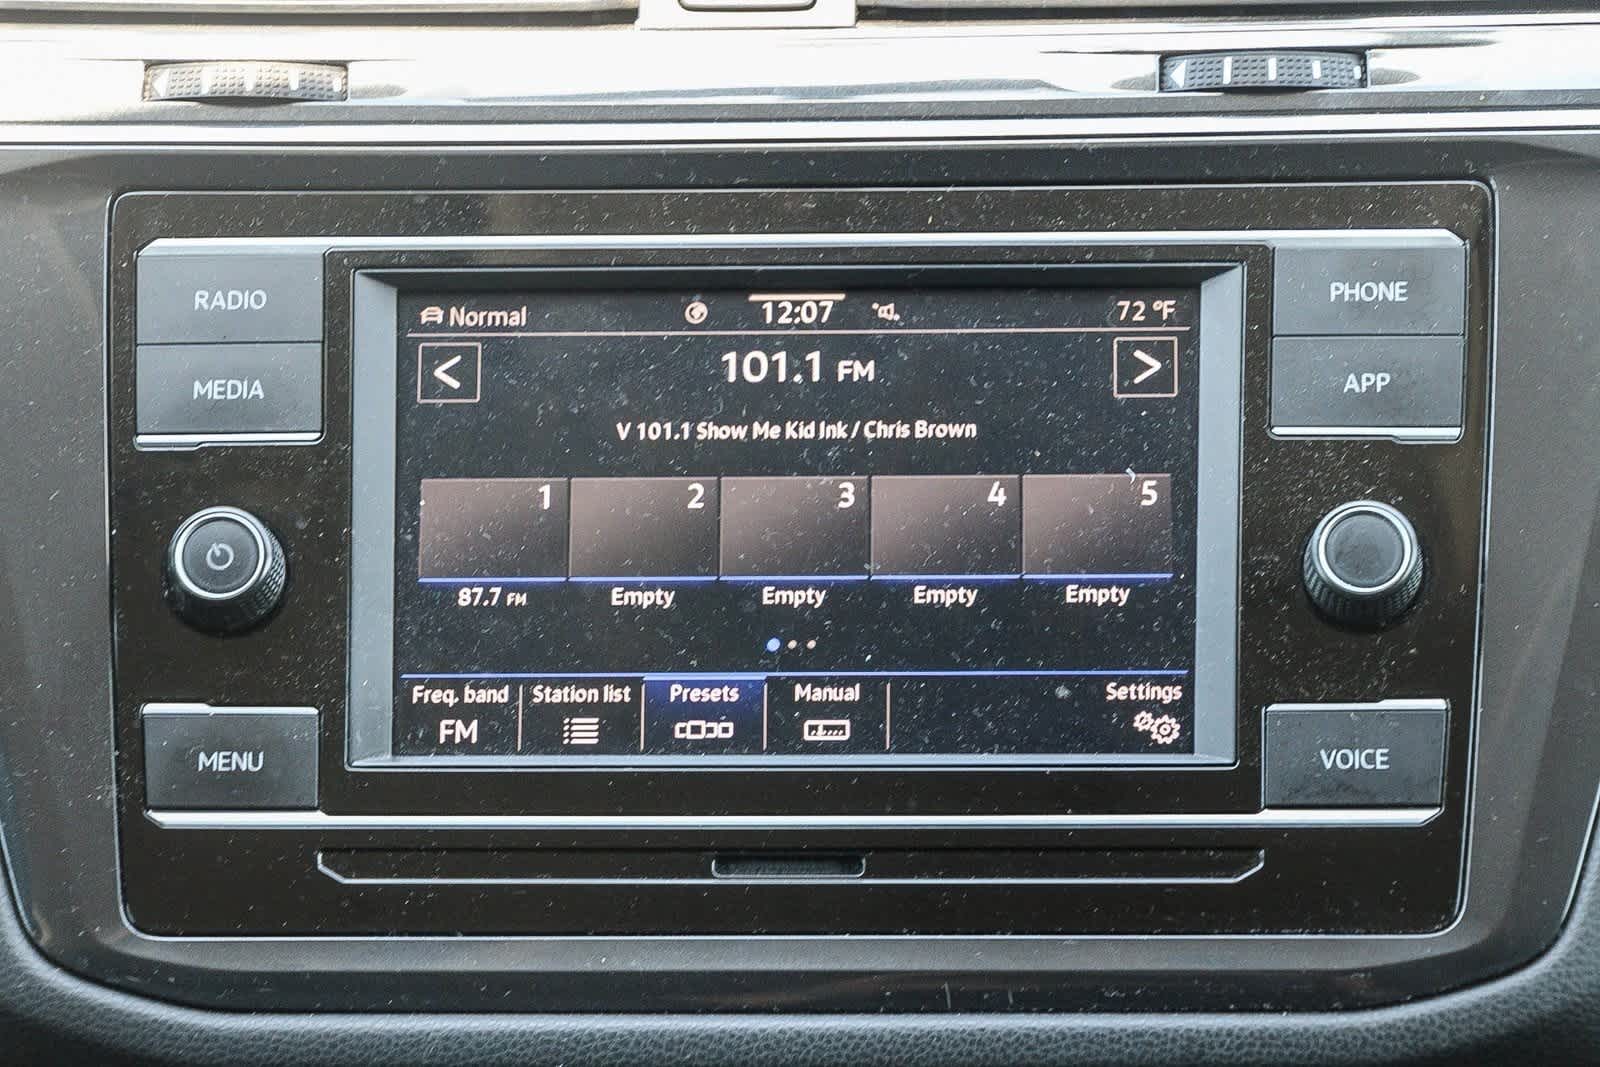 RADIO
MEDIA
MENU
PHONE
APP
VOICE
Normal
12:07
72 °F
<
101.1 FM
>
V 101.1 Show Me Kid Ink / Chris Brown
1 2 3 4 5
87.7 FM Empty Empty Empty Empty
Freq. band Station list Presets Manual Settings
FM